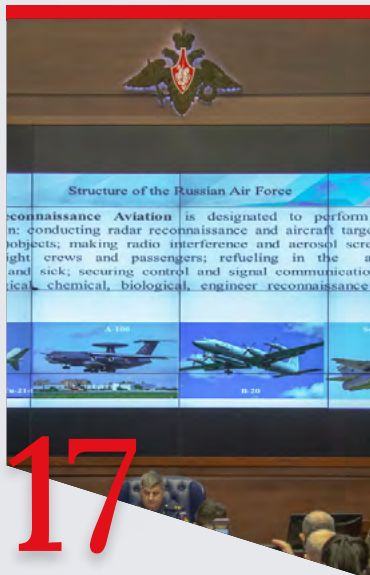 Structure of the Russian Air Force
econnaissance Aviation is designated to perform
n: conducting radar reconnaissance and aircraft targe
objects; making radio interference and aerosol scre
ight crews and passengers; refueling in the a
and sick; securing control and signal communicatio
ical, chemical, biological, engineer reconnaissance
A-100
B-20
17